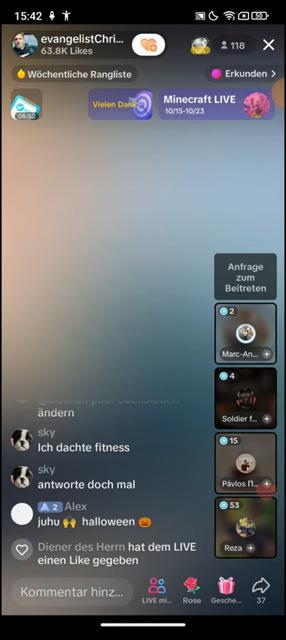 15:42
50
evangelistChri...
63.8K Likes
118
Wöchentliche Rangliste
Erkunden >
06:52
Vielen Dank
Minecraft LIVE
10/15-10/23
Anfrage
zum
Beitreten
2
Marc-An...
4
Soldier f...
15
Pávlos Π...
53
Reza
ändern
sky
Ich dachte fitness
sky
antworte doch mal
2 Alex
juhu 🙌 halloween 🎃
Diener des Herrn hat dem LIVE
einen Like gegeben
Kommentar hinz...
LIVE mi...
Rose
Gesche...
37